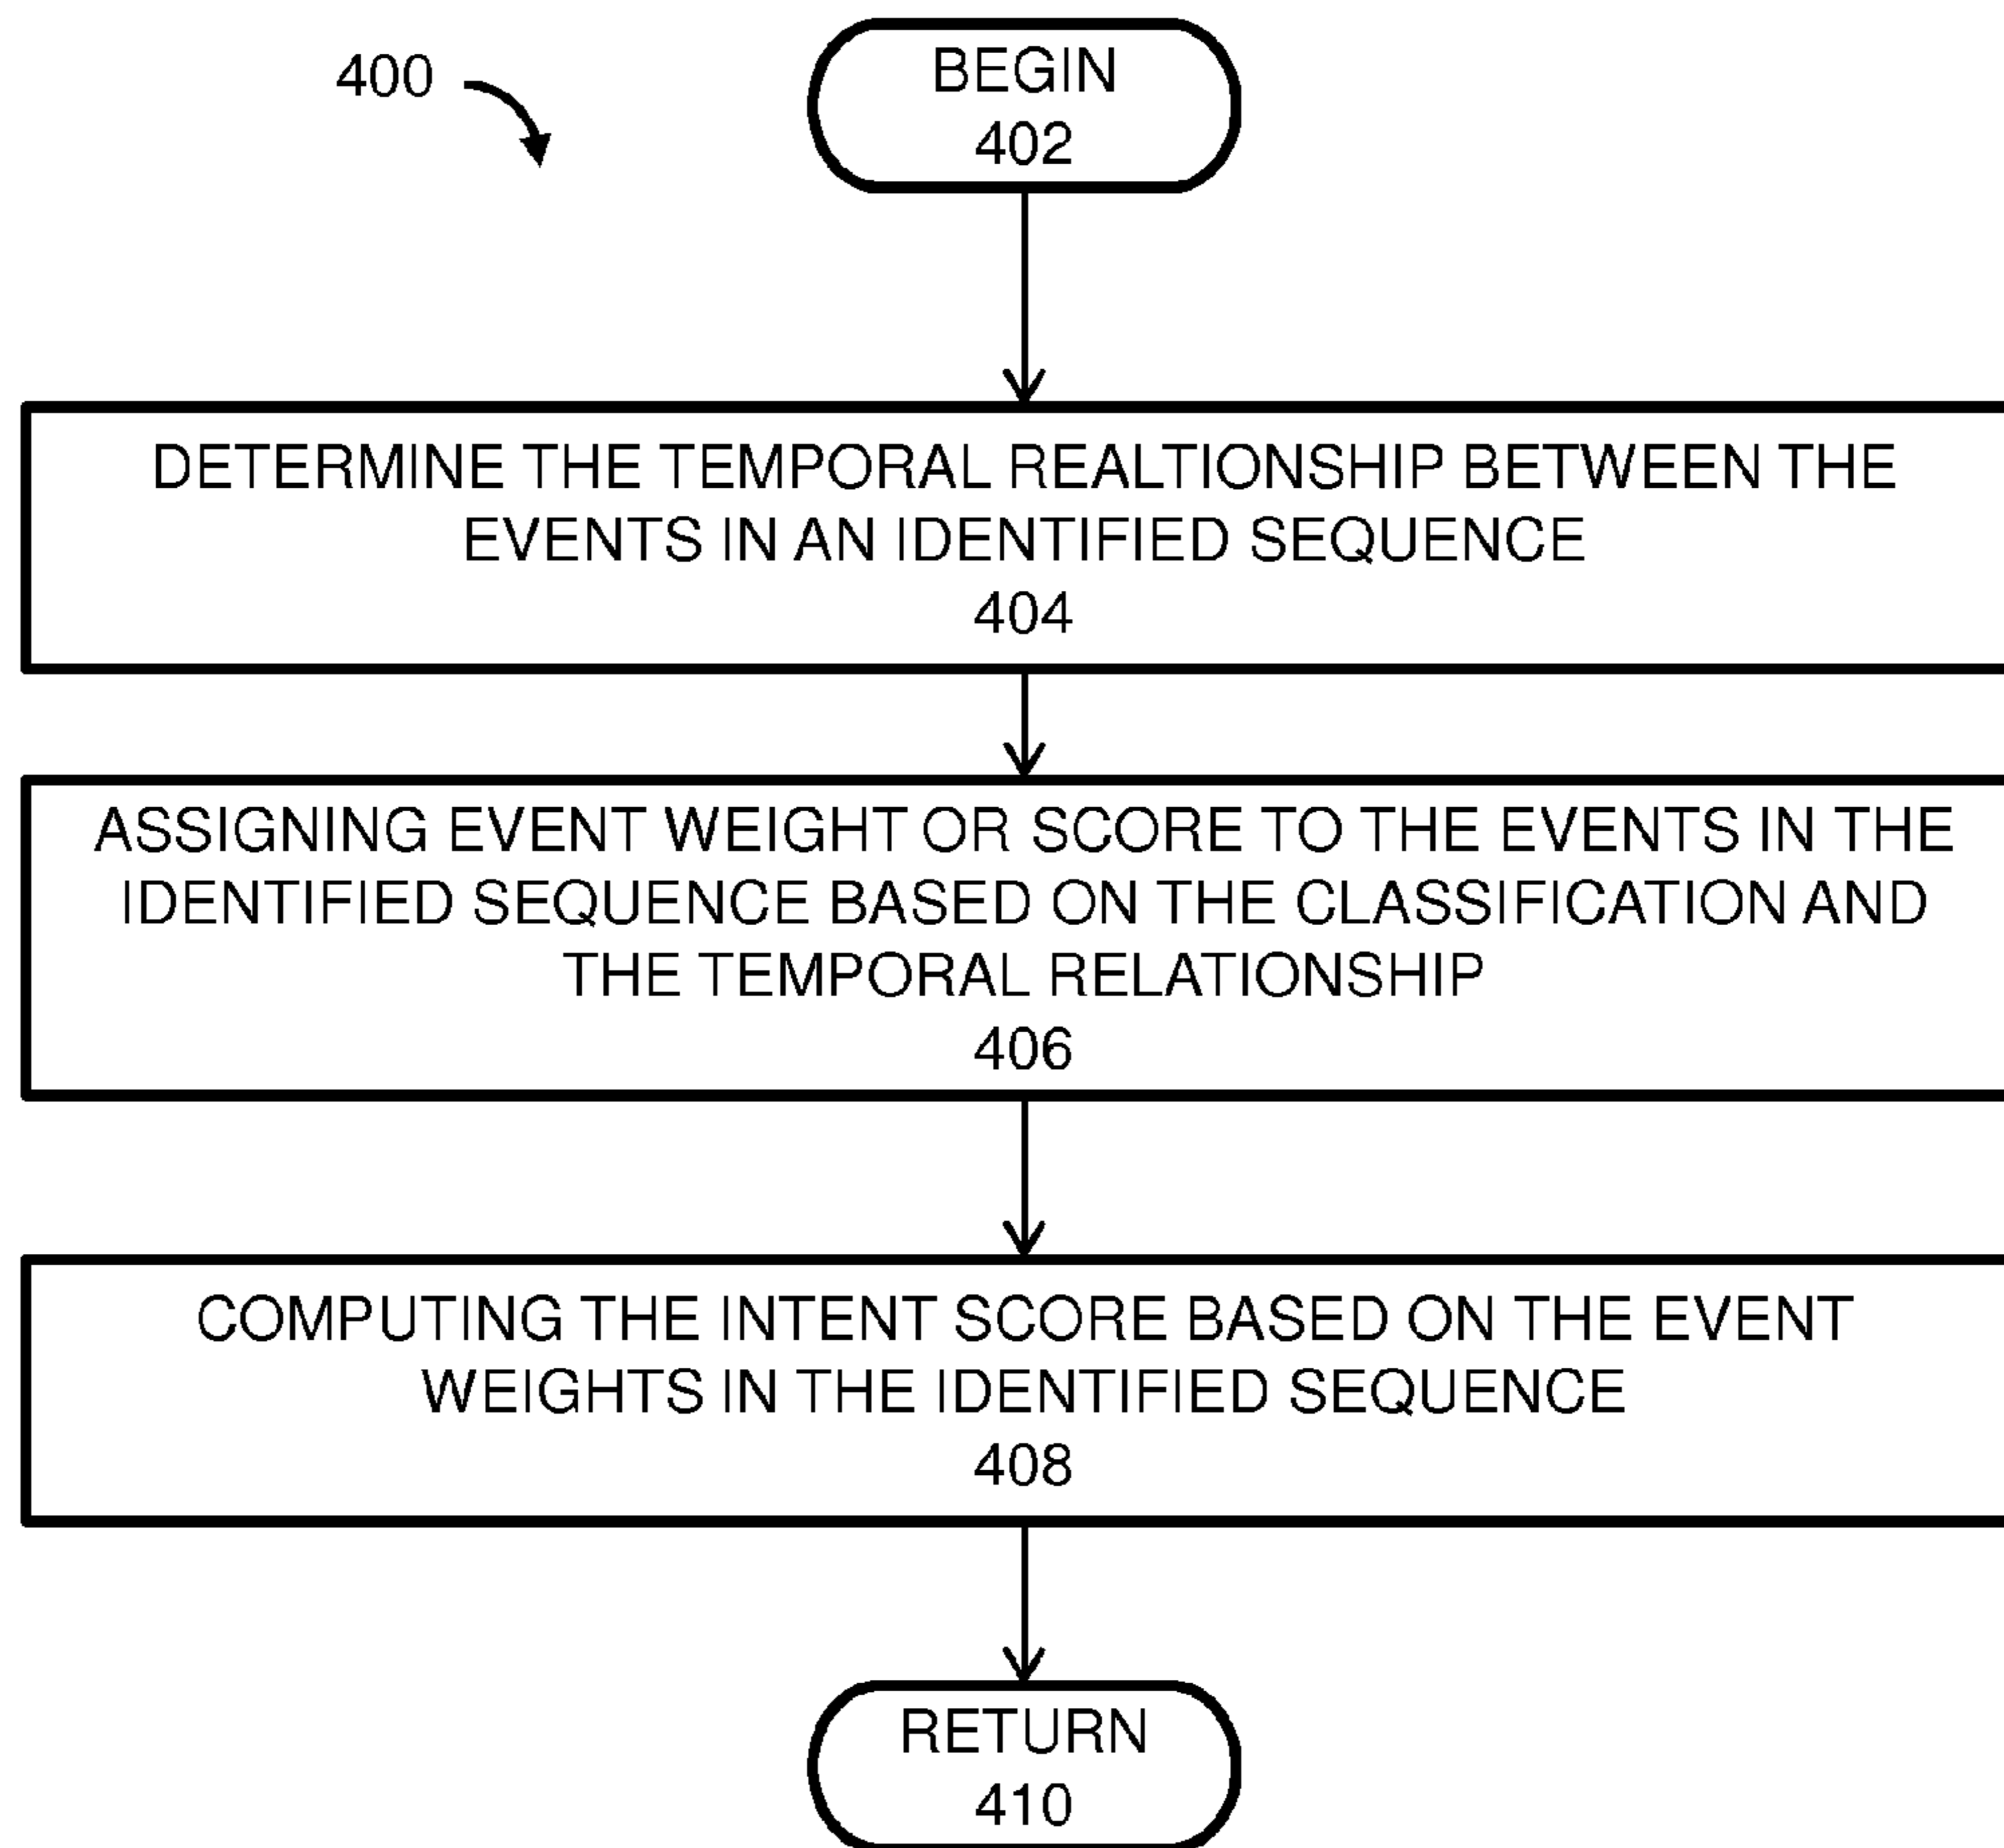 400
BEGIN
402
DETERMINE THE TEMPORAL REALTIONSHIP BETWEEN THE
EVENTS IN AN IDENTIFIED SEQUENCE
404
ASSIGNING EVENT WEIGHT OR SCORE TO THE EVENTS IN THE
IDENTIFIED SEQUENCE BASED ON THE CLASSIFICATION AND
THE TEMPORAL RELATIONSHIP
406
COMPUTING THE INTENT SCORE BASED ON THE EVENT
WEIGHTS IN THE IDENTIFIED SEQUENCE
408
RETURN
410